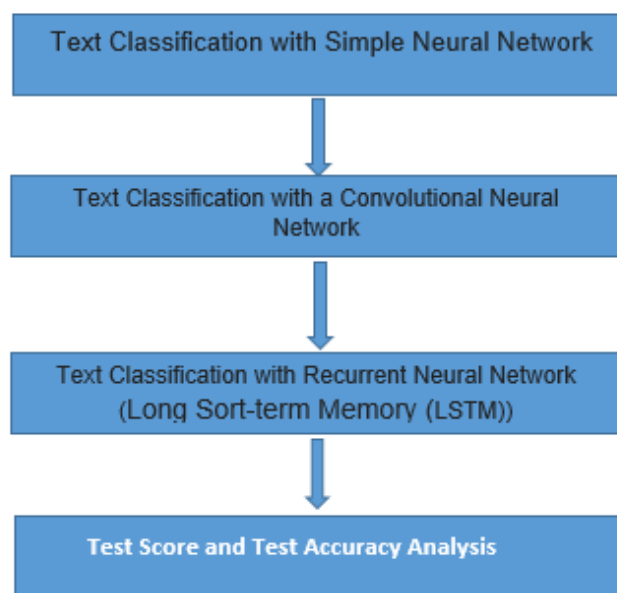 Text Classification with Simple Neural Network
Text Classification with a Convolutional Neural
Network
Text Classification with Recurrent Neural Network
(Long Sort-term Memory (LSTM))
Test Score and Test Accuracy Analysis